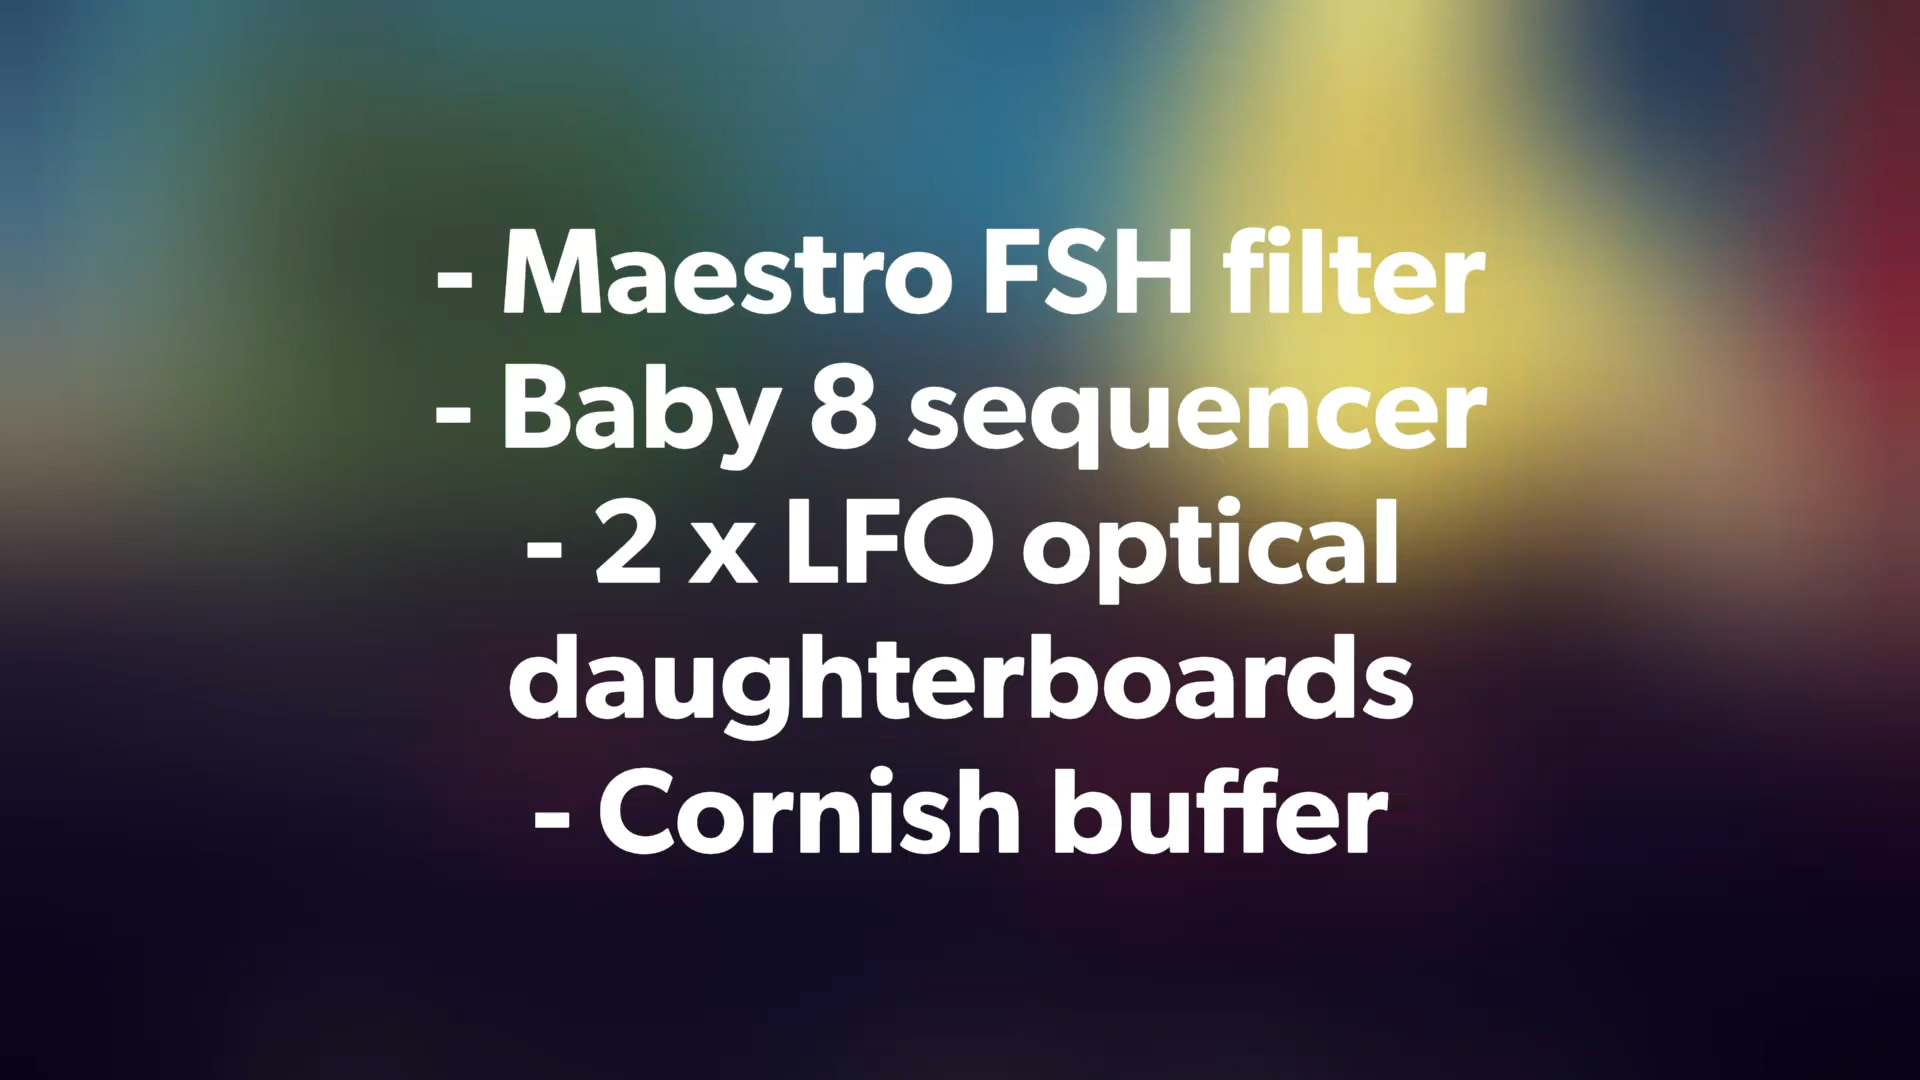 - Maestro FSH filter
- Baby 8 sequencer
- 2 x LFO optical
daughterboards
- Cornish buffer